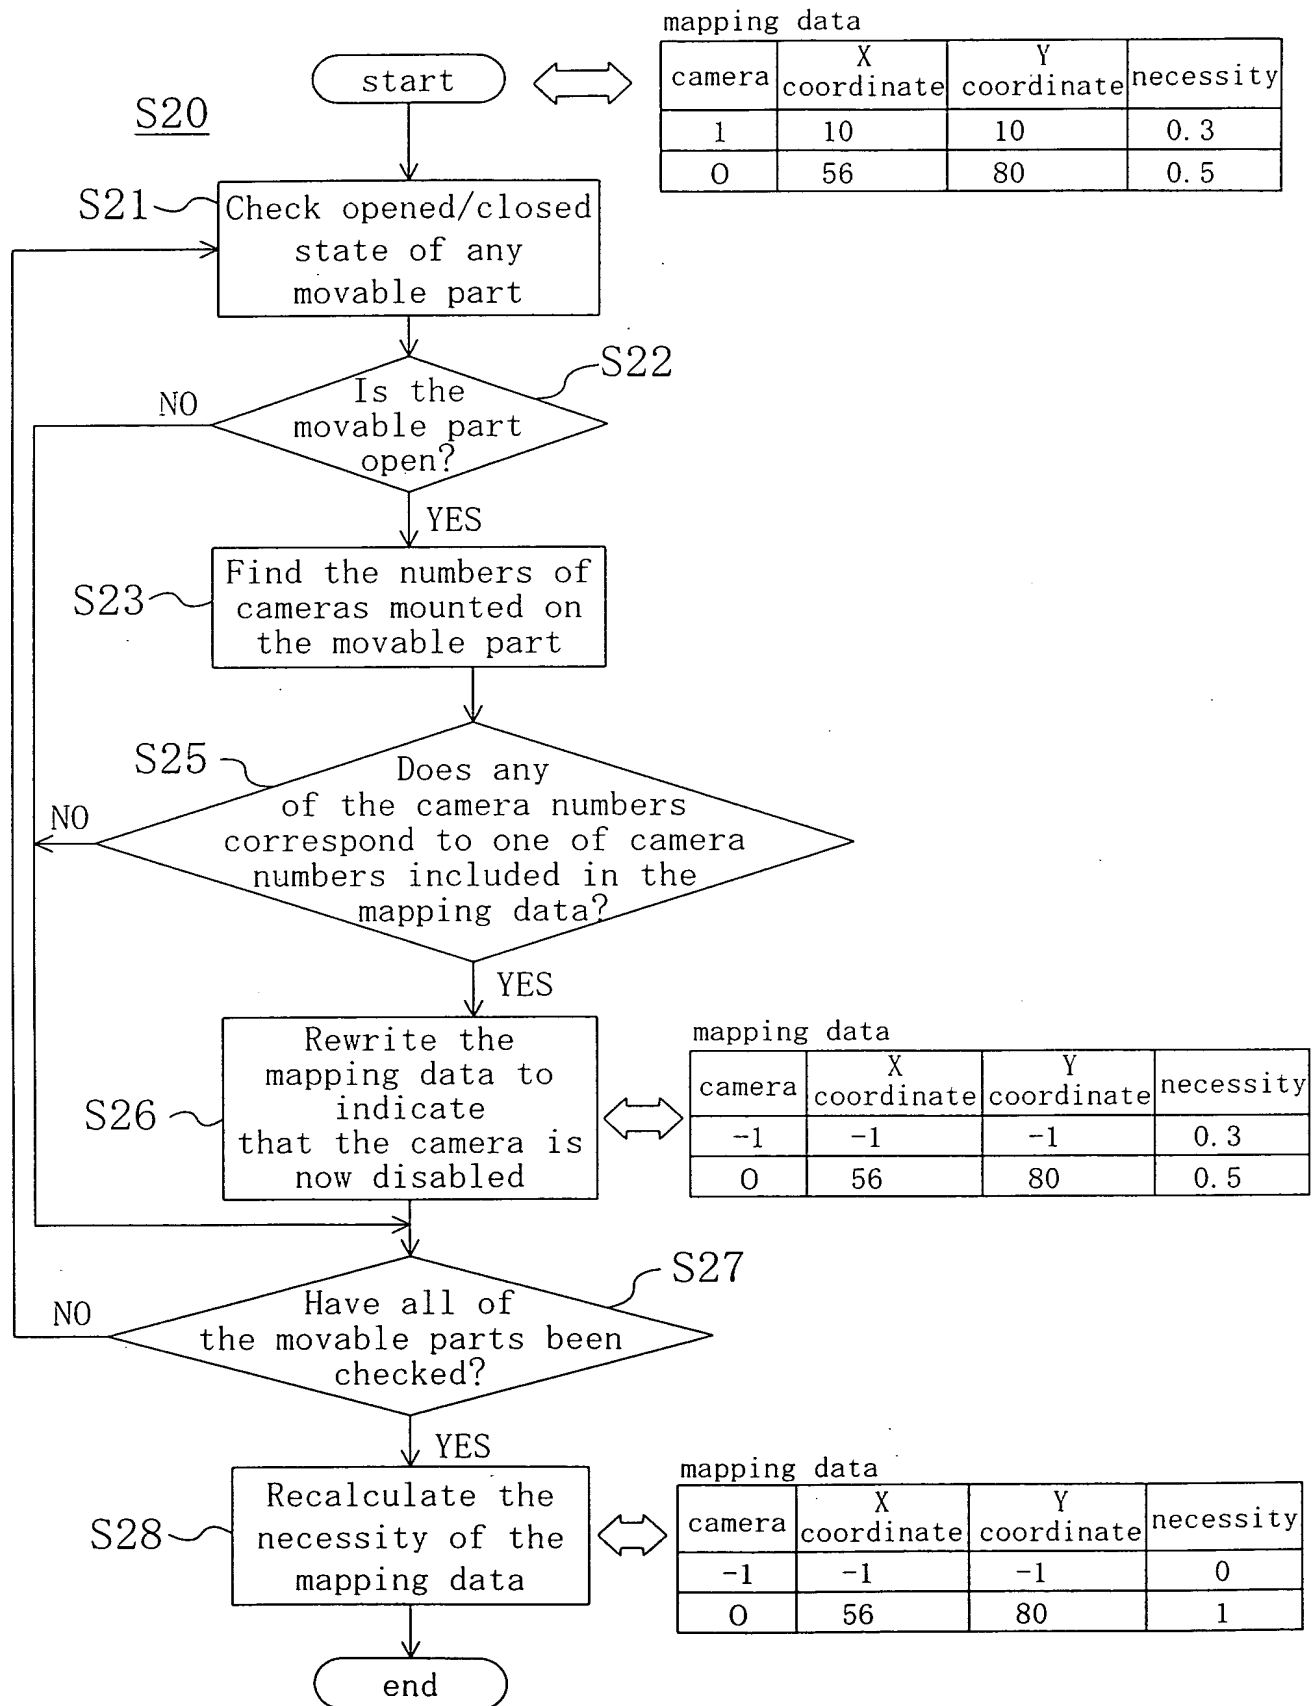 mapping data
camera X coordinate Y coordinate necessity
1 10 10 0.3
0 56 80 0.5
start
S20
S21
Check opened/closed
state of any
movable part
S22
Is the
movable part
open?
NO
YES
S23
Find the numbers of
cameras mounted on
the movable part
S25
Does any
of the camera numbers
correspond to one of camera
numbers included in the
mapping data?
NO
YES
S26
Rewrite the
mapping data to
indicate
that the camera is
now disabled
mapping data
camera X coordinate Y coordinate necessity
-1 -1 -1 0.3
0 56 80 0.5
S27
Have all of
the movable parts been
checked?
NO
YES
S28
Recalculate the
necessity of the
mapping data
mapping data
camera X coordinate Y coordinate necessity
-1 -1 -1 0
0 56 80 1
end